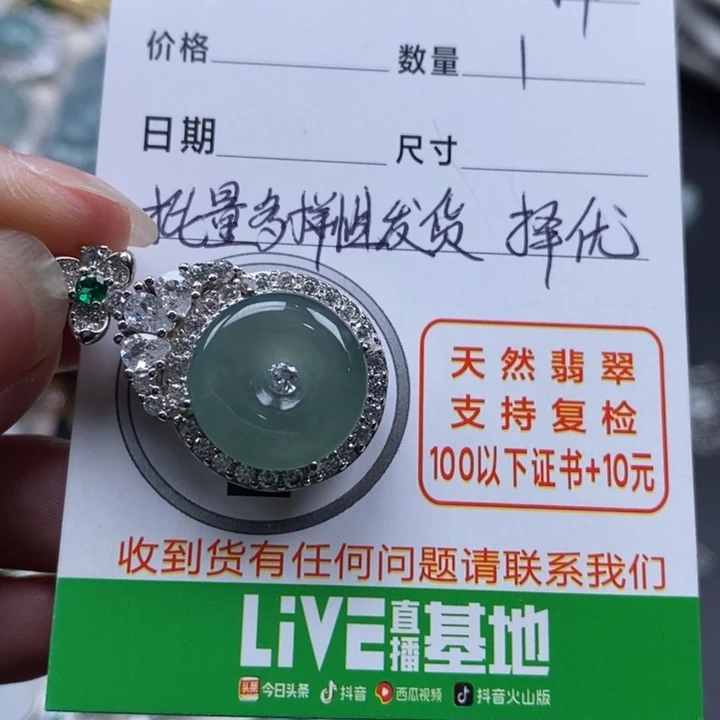 价格 数量 1
日期 尺寸
批量多样性发货 择优
天然翡翠
支持复检
100以下证书+10元
收到货有任何问题请联系我们
LiVE直播基地
头条 今日头条 抖音 西瓜视频 抖音火山版